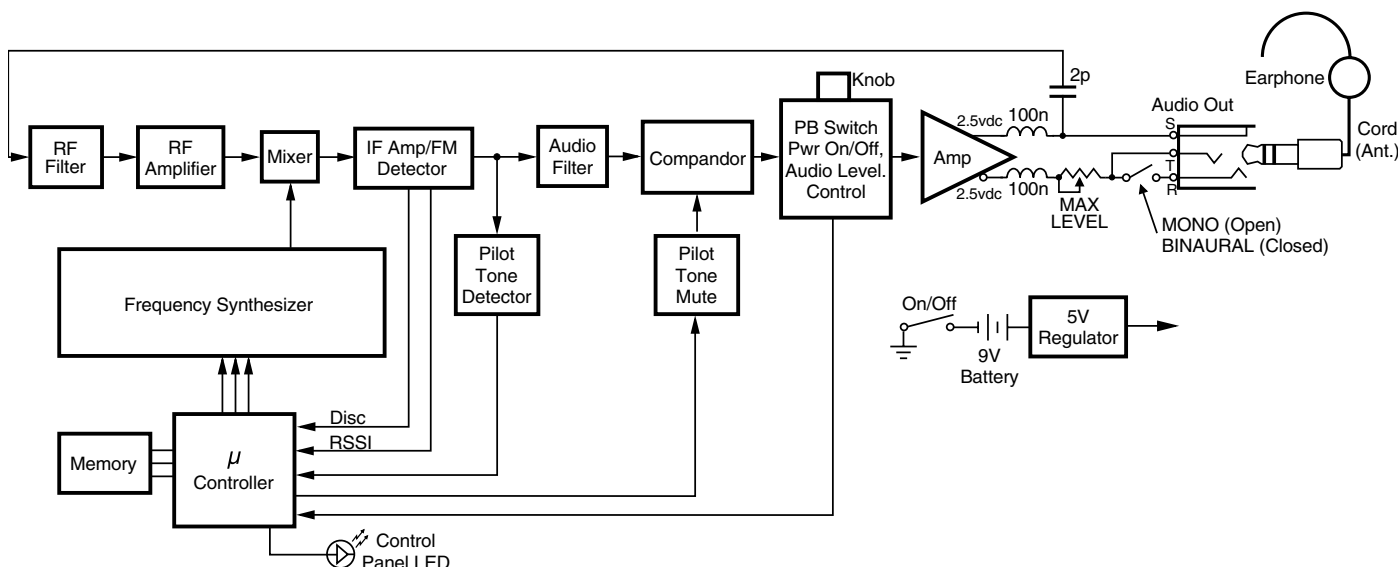 Knob
2p
Earphone
Audio Out
Cord
(Ant.)
RF
Filter
RF
Amplifier
Mixer
IF Amp/FM
Detector
Audio
Filter
Compandor
PB Switch
Pwr On/Off,
Audio Level.
Control
Amp
2.5vdc
100n
2.5vdc
100n
S
T
R
MAX
LEVEL
MONO (Open)
BINAURAL (Closed)
Frequency Synthesizer
Pilot
Tone
Detector
Pilot
Tone
Mute
On/Off
9V
Battery
5V
Regulator
Disc
RSSI
Memory
μ
Controller
Control
Panel LED